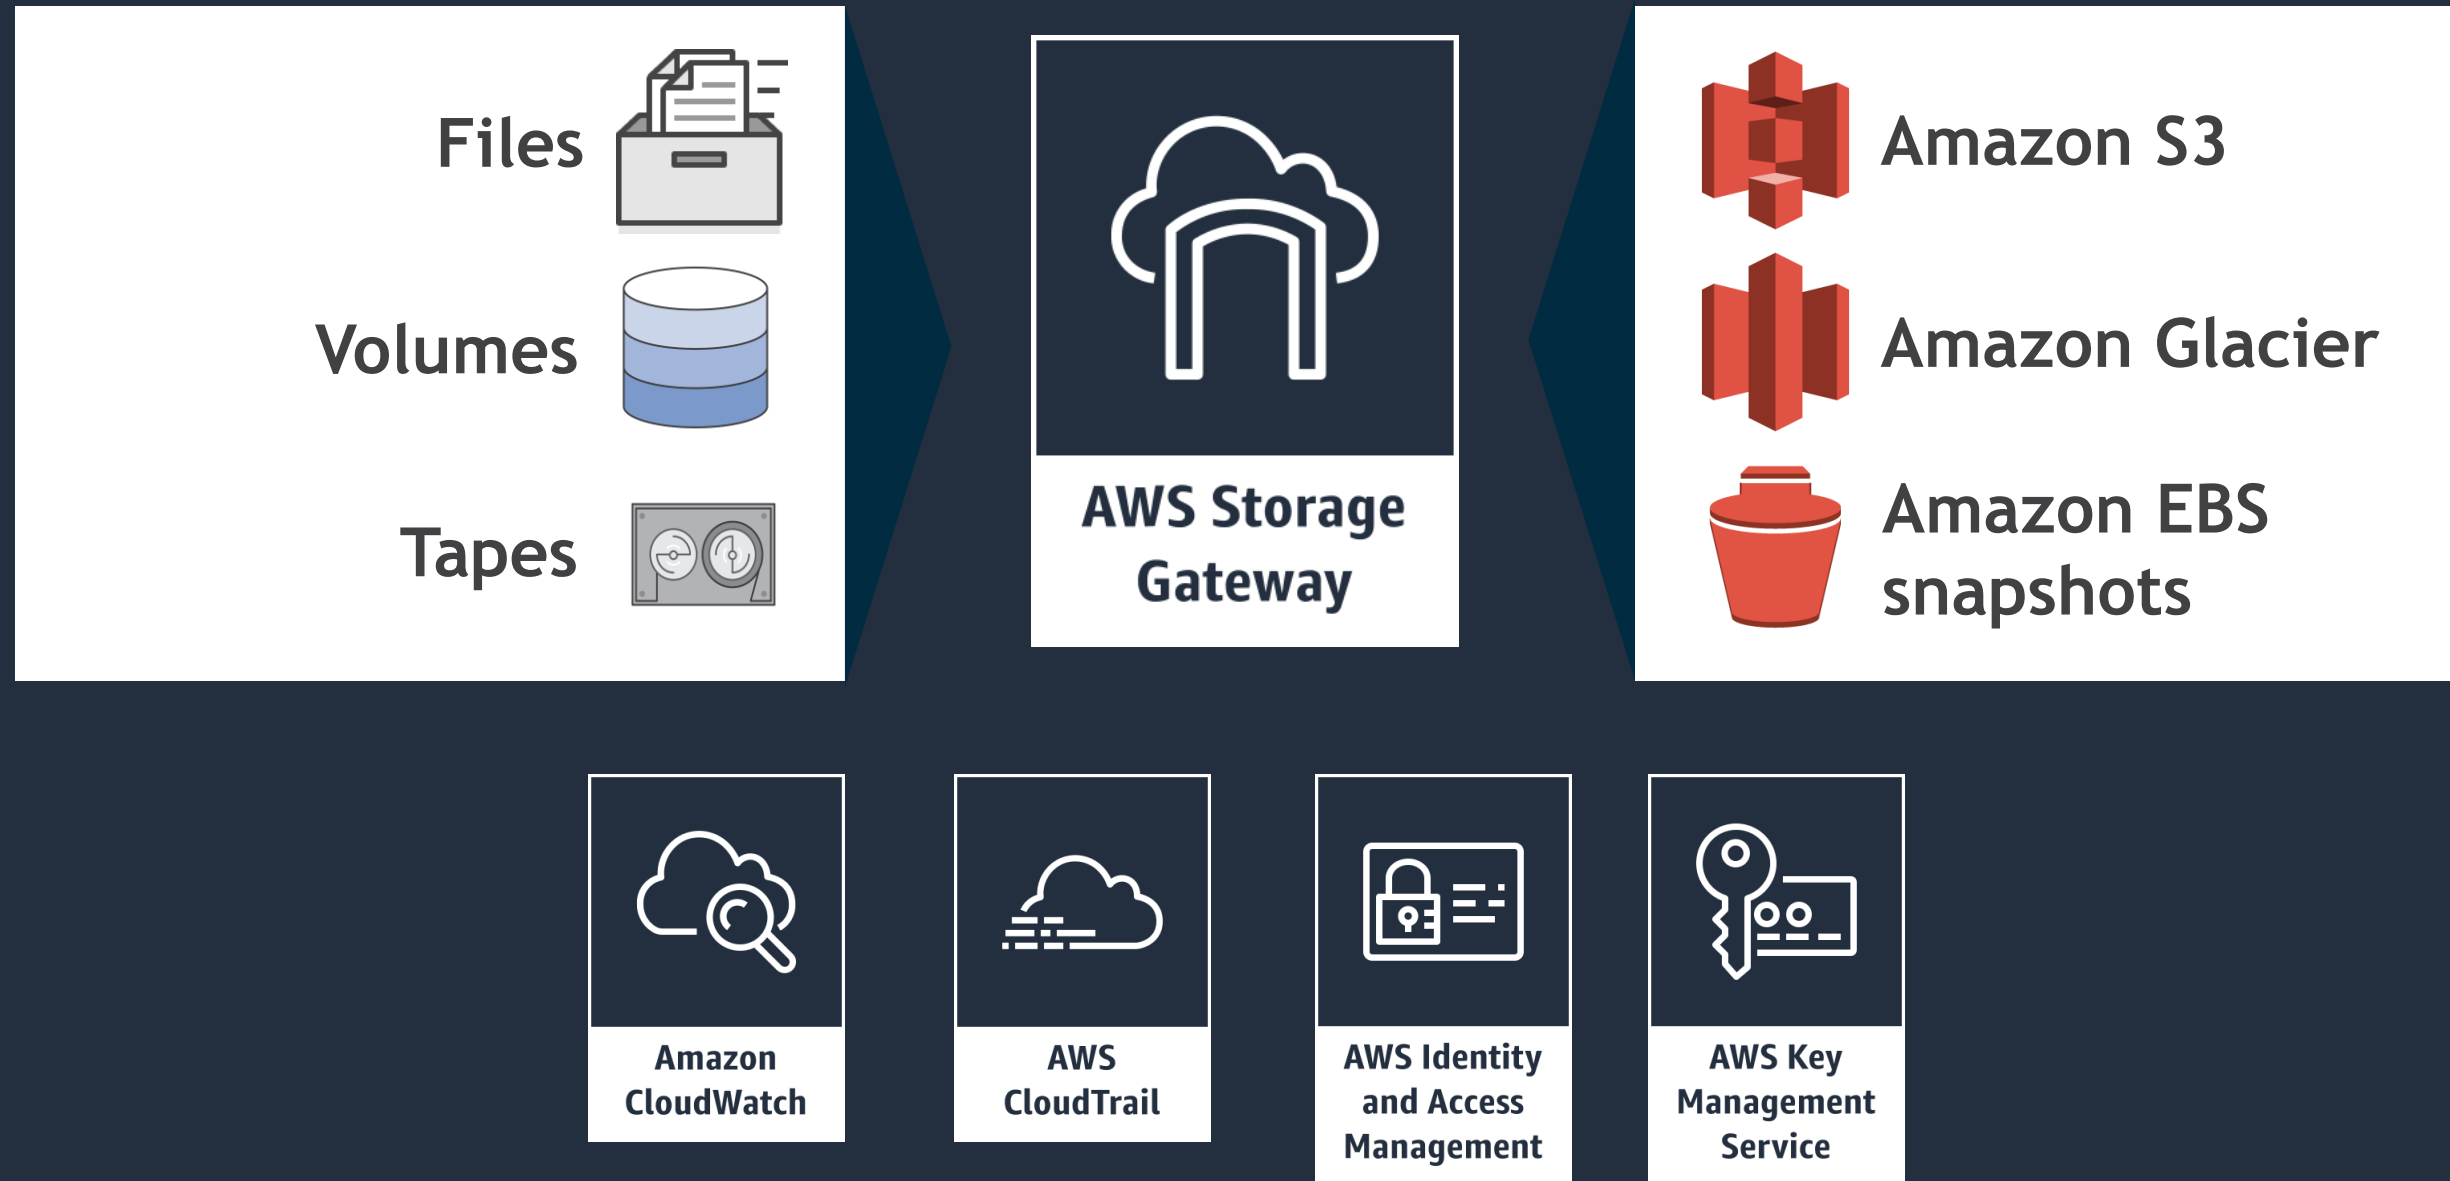 Files
Volumes
Tapes
AWS Storage
Gateway
Amazon S3
Amazon Glacier
Amazon EBS
snapshots
Amazon
CloudWatch
AWS
CloudTrail
AWS Identity
and Access
Management
AWS Key
Management
Service